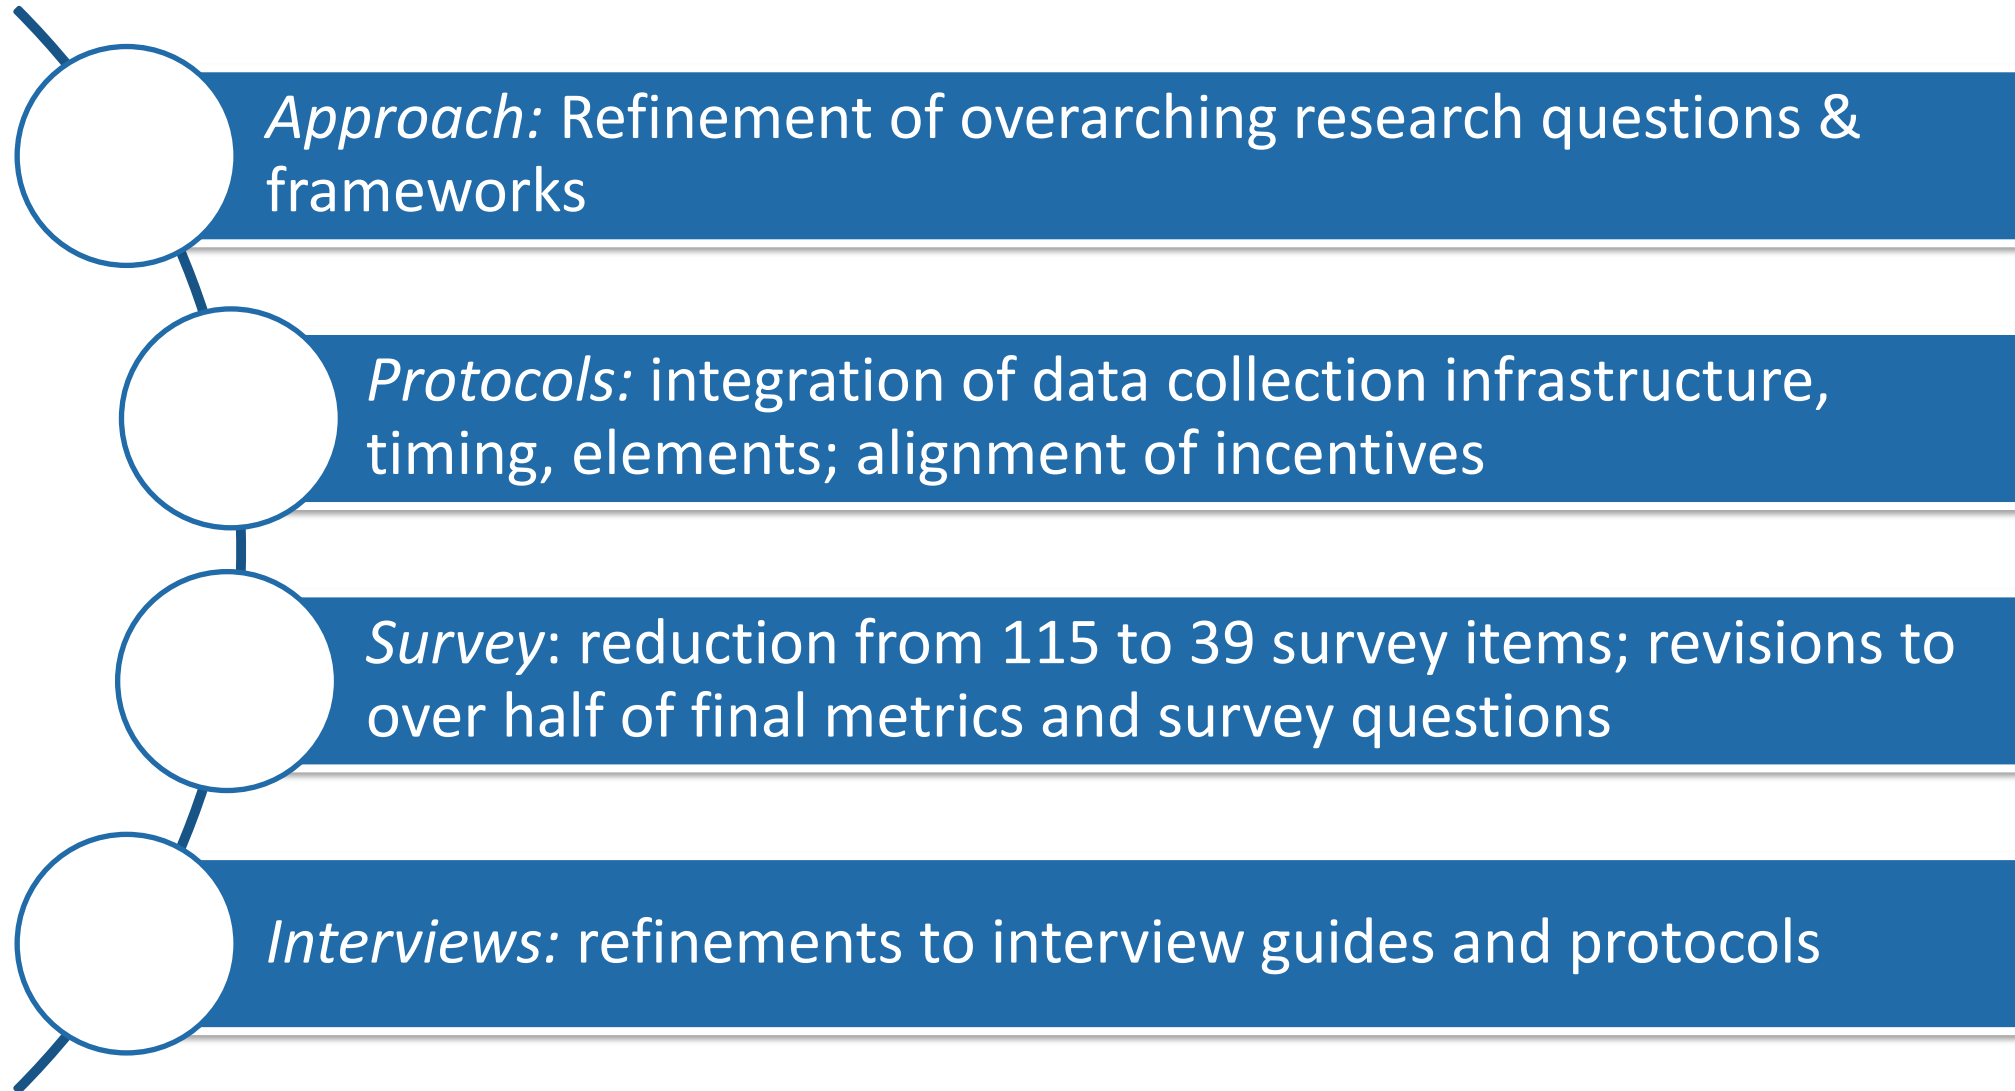 Approach: Refinement of overarching research questions &
frameworks
Protocols: integration of data collection infrastructure,
timing, elements; alignment of incentives
Survey: reduction from 115 to 39 survey items; revisions to
over half of final metrics and survey questions
Interviews: refinements to interview guides and protocols